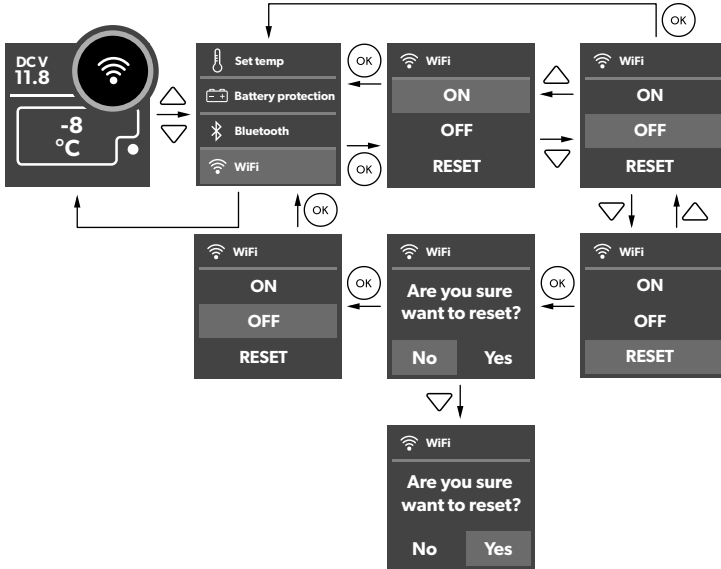 OK
DC V
11.8
-8
°C
Set temp
Battery protection
Bluetooth
WiFi
OK
OK
WiFi
ON
OFF
RESET
WiFi
ON
OFF
RESET
OK
WiFi
ON
OFF
RESET
OK
WiFi
Are you sure
want to reset?
No Yes
OK
WiFi
ON
OFF
RESET
WiFi
Are you sure
want to reset?
No Yes